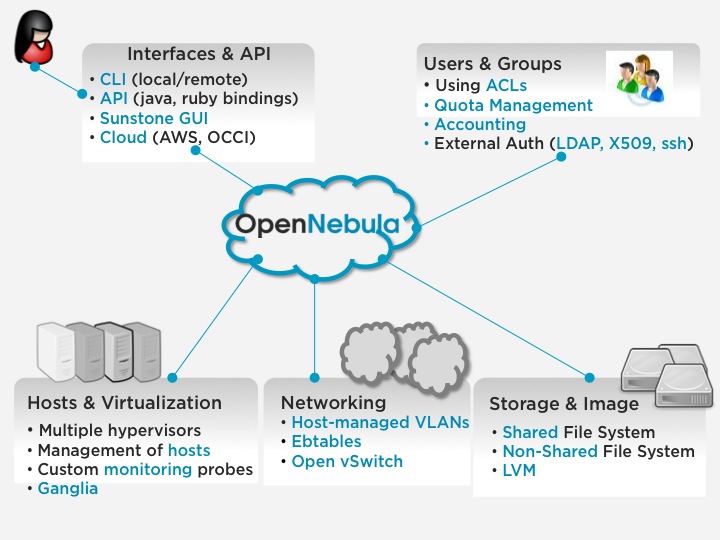 Interfaces & API
• CLI (local/remote)
• API (java, ruby bindings)
• Sunstone GUI
• Cloud (AWS, OCCI)
Users & Groups
• Using ACLs
• Quota Management
• Accounting
• External Auth (LDAP, X509, ssh)
OpenNebula
Hosts & Virtualization
• Multiple hypervisors
• Management of hosts
• Custom monitoring probes
• Ganglia
Networking
• Host-managed VLANs
• Ebtables
• Open vSwitch
Storage & Image
• Shared File System
• Non-Shared File System
• LVM